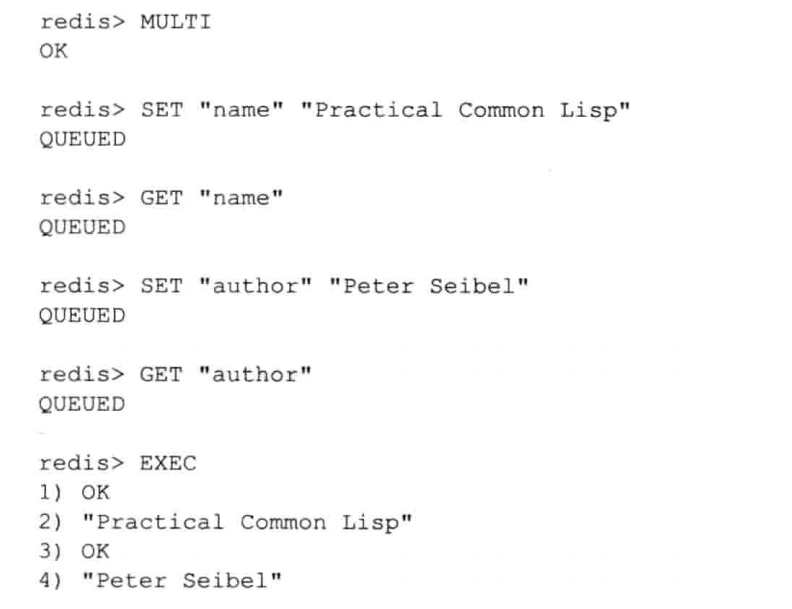 redis> MULTI
OK
redis> SET "name" "Practical Common Lisp"
QUEUED
redis> GET "name"
QUEUED
redis> SET "author" "Peter Seibel"
QUEUED
redis> GET "author"
QUEUED
redis> EXEC
1) OK
2) "Practical Common Lisp"
3) OK
4) "Peter Seibel"